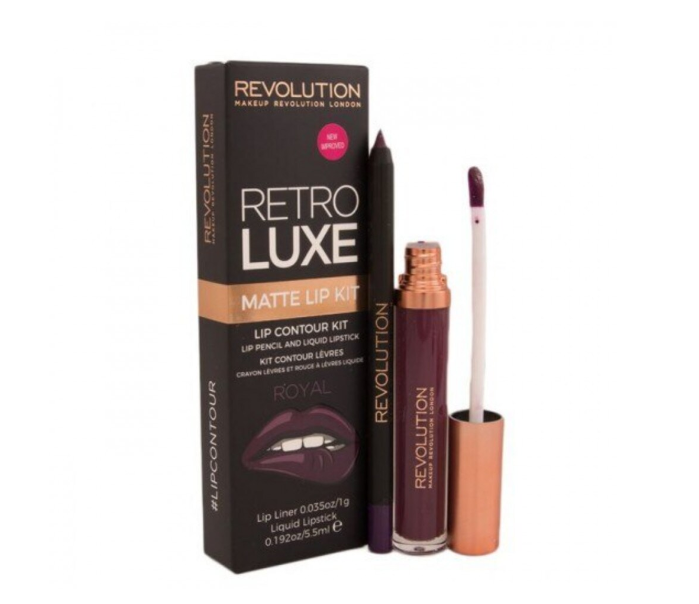 REVOLUTION
MAKEUP REVOLUTION LONDON
NEW
IMPROVED
RETRO
LUXE
MATTE LIP KIT
LIP CONTOUR KIT
LIP PENCIL AND LIQUID LIPSTICK
KIT CONTOUR LÈVRES
CRAYON LÈVRES ET ROUGE À LÈVRES LIQUIDE
ROYAL
Lip Liner 0.035oz/1g
Liquid Lipstick
0.192oz/5.5ml ℮
REVOLUTION
MAKEUP REVOLUTION LONDON
#LIPCONTOUR
REVOLUTION
REVOLUTION
MAKEUP REVOLUTION LONDON